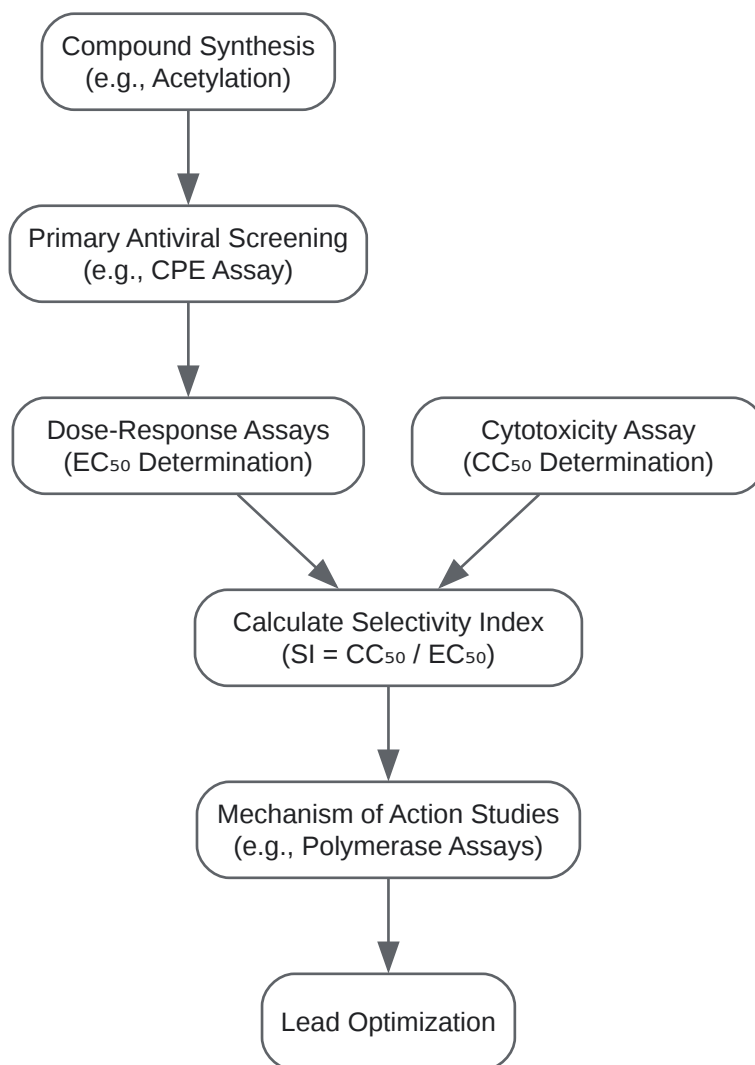 Compound Synthesis
(e.g., Acetylation)
Primary Antiviral Screening
(e.g., CPE Assay)
Dose-Response Assays
(EC₅₀ Determination)
Cytotoxicity Assay
(CC₅₀ Determination)
Calculate Selectivity Index
(SI = CC₅₀ / EC₅₀)
Mechanism of Action Studies
(e.g., Polymerase Assays)
Lead Optimization